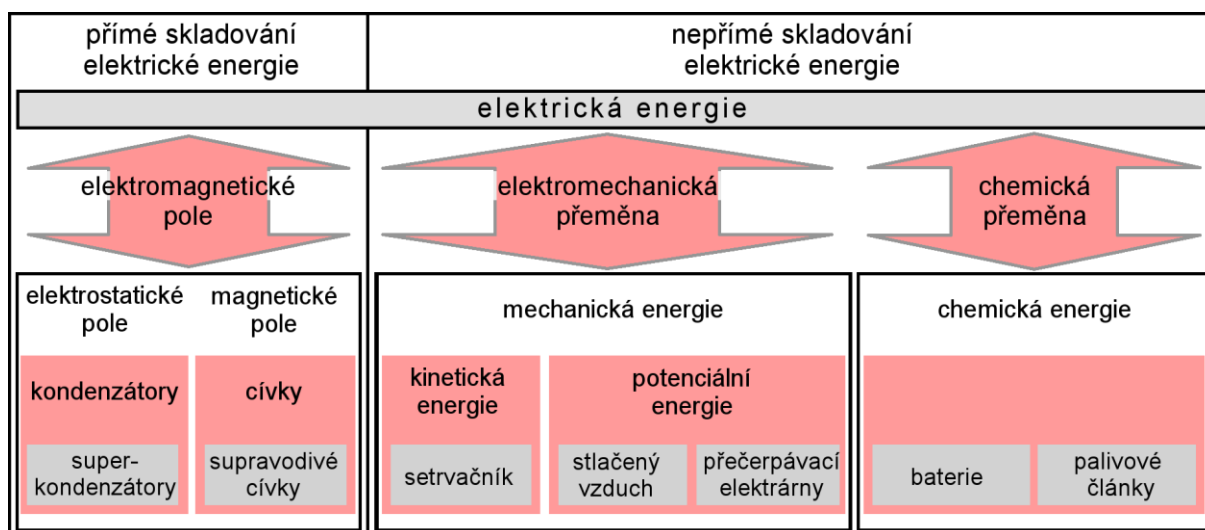 přímé skladování
elektrické energie
nepřímé skladování
elektrické energie
elektrická energie
elektromagnetické
pole
elektromechanická
přeměna
chemická
přeměna
elektrostatické
pole
magnetické
pole
mechanická energie
chemická energie
kondenzátory
cívky
kinetická
energie
potenciální
energie
super-
kondenzátory
supravodivé
cívky
setrvačník
stlačený
vzduch
přečerpávací
elektrárny
baterie
palivové
články